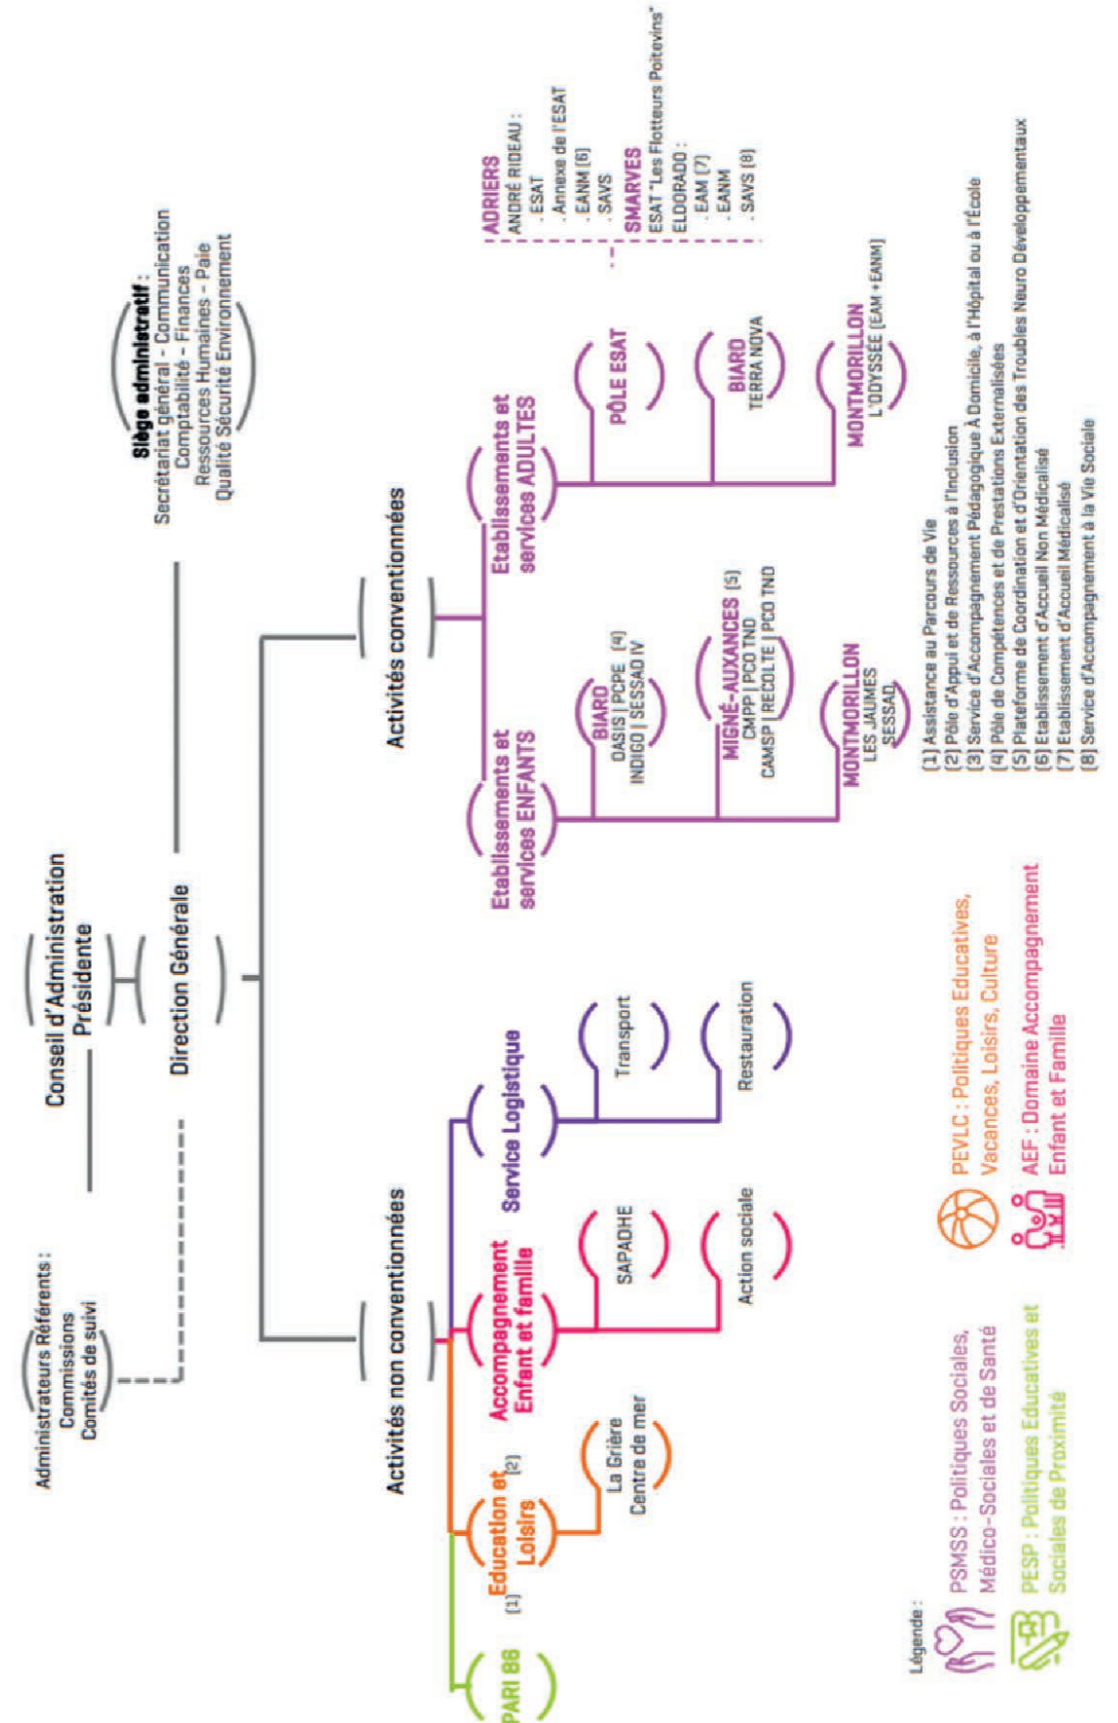 Conseil d'Administration
Présidente
Direction Générale
Administrateurs Référents :
Commissions
Comités de suivi
Siège administratif :
Secrétariat général - Communication
Comptabilité - Finances
Ressources Humaines - Paie
Qualité Sécurité Environnement
Activités non conventionnées
PARI 86
(1)
Education et
Loisirs
(2)
La Grière
Centre de mer
Accompagnement
Enfant et famille
SAPADHE
Action sociale
Service Logistique
Transport
Restauration
Activités conventionnées
Etablissements et
services ENFANTS
BIARD
OASIS | PCPE (4)
INDIGO | SESSAD IV
MIGNÉ-AUXANCES (5)
CMPP | PCO TND
CAMSP | RECOLTE | PCO TND
MONTMORILLON
LES JAUMES
SESSAD
Etablissements et
services ADULTES
PÔLE ESAT
BIARD
TERRA NOVA
MONTMORILLON
L'ODYSSÉE (EAM + EANM)
ADRIERS
ANDRÉ RIDEAU :
. ESAT
. Annexe de l'ESAT
. EANM (6)
. SAVS
SMARVES
ESAT "Les Flotteurs Poitevins"
ELDORADO :
. EAM (7)
. EANM
. SAVS (8)
Légende :
PSMSS : Politiques Sociales,
Médico-Sociales et de Santé
PESP : Politiques Educatives et
Sociales de Proximité
PEVLC : Politiques Educatives,
Vacances, Loisirs, Culture
AEF : Domaine Accompagnement
Enfant et Famille
(1) Assistance au Parcours de Vie
(2) Pôle d'Appui et de Ressources à l'Inclusion
(3) Service d'Accompagnement Pédagogique À Domicile, à l'Hôpital ou à l'École
(4) Pôle de Compétences et de Prestations Externalisées
(5) Plateforme de Coordination et d'Orientation des Troubles Neuro Développementaux
(6) Etablissement d'Accueil Non Médicalisé
(7) Etablissement d'Accueil Médicalisé
(8) Service d'Accompagnement à la Vie Sociale